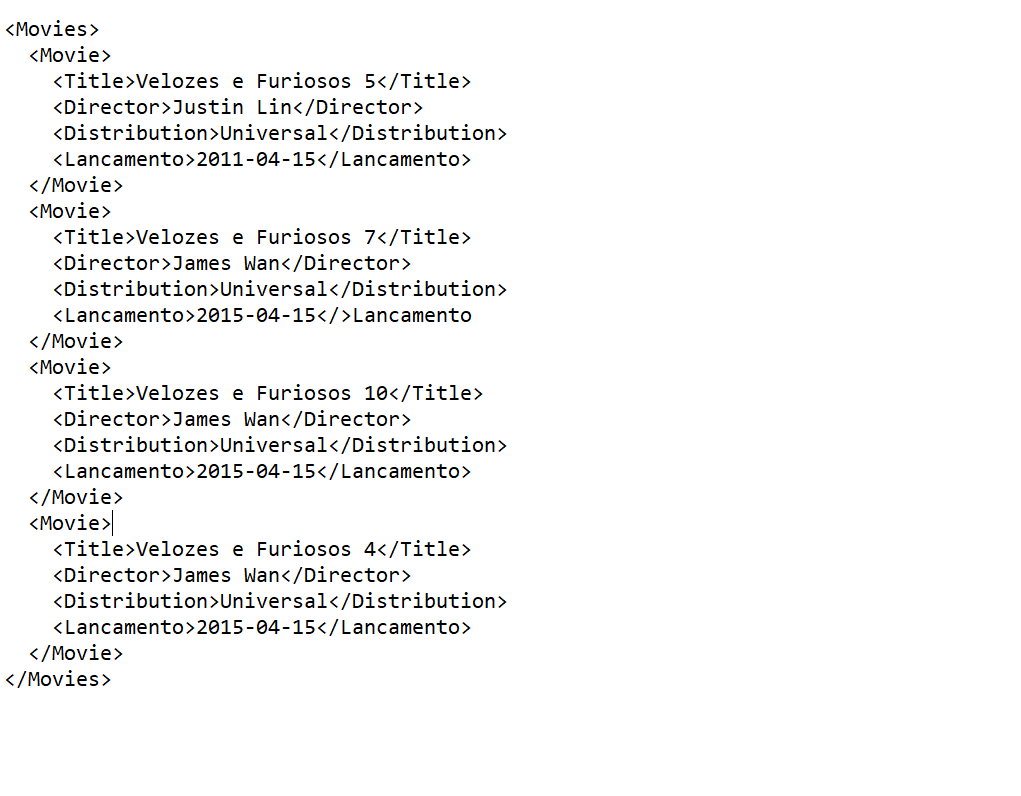 <Movies>
  <Movie>
    <Title>Velozes e Furiosos 5</Title>
    <Director>Justin Lin</Director>
    <Distribution>Universal</Distribution>
    <Lancamento>2011-04-15</Lancamento>
  </Movie>
  <Movie>
    <Title>Velozes e Furiosos 7</Title>
    <Director>James Wan</Director>
    <Distribution>Universal</Distribution>
    <Lancamento>2015-04-15</>Lancamento
  </Movie>
  <Movie>
    <Title>Velozes e Furiosos 10</Title>
    <Director>James Wan</Director>
    <Distribution>Universal</Distribution>
    <Lancamento>2015-04-15</Lancamento>
  </Movie>
  <Movie>
    <Title>Velozes e Furiosos 4</Title>
    <Director>James Wan</Director>
    <Distribution>Universal</Distribution>
    <Lancamento>2015-04-15</Lancamento>
  </Movie>
</Movies>